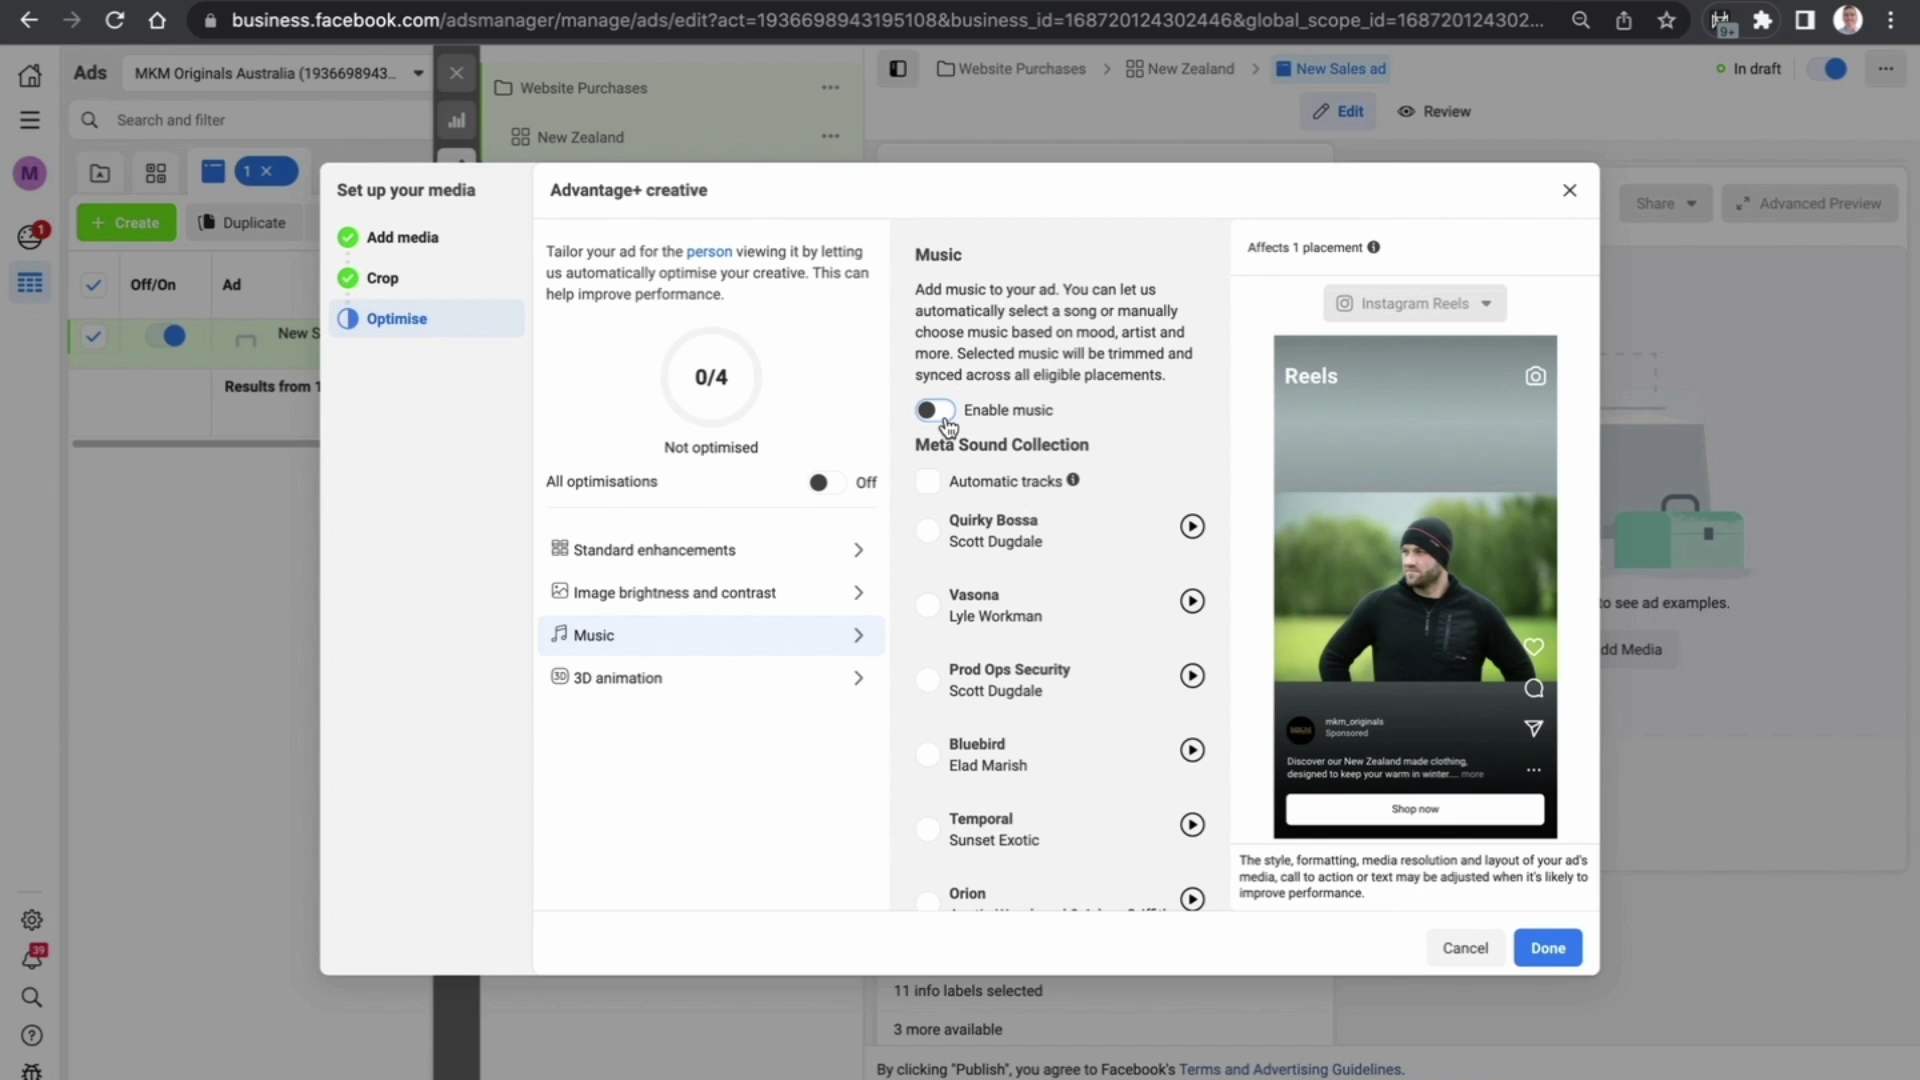 business.facebook.com/adsmanager/manage/ads/edit?act=1936698943195108&business_id=168720124302446&global_scope_id=168720124302...
9+
Ads
MKM Originals Australia (1936698943...
Search and filter
M
1
1
Create
Duplicate
Off/On
Ad
New S
Results from 1
39
Website Purchases
New Zealand
Website Purchases
New Zealand
New Sales ad
In draft
Edit
Review
Share
Advanced Preview
Set up your media
Add media
Crop
Optimise
Advantage+ creative
Tailor your ad for the person viewing it by letting
us automatically optimise your creative. This can
help improve performance.
0/4
Not optimised
All optimisations
Off
Standard enhancements
Image brightness and contrast
Music
3D animation
Music
Add music to your ad. You can let us
automatically select a song or manually
choose music based on mood, artist and
more. Selected music will be trimmed and
synced across all eligible placements.
Enable music
Meta Sound Collection
Automatic tracks
Quirky Bossa
Scott Dugdale
Vasona
Lyle Workman
Prod Ops Security
Scott Dugdale
Bluebird
Elad Marish
Temporal
Sunset Exotic
Orion
Affects 1 placement
Instagram Reels
Reels
mkm_originals
Sponsored
Discover our New Zealand made clothing,
designed to keep your warm in winter.... more
Shop now
The style, formatting, media resolution and layout of your ad's
media, call to action or text may be adjusted when it's likely to
improve performance.
Cancel
Done
to see ad examples.
dd Media
11 info labels selected
3 more available
By clicking "Publish", you agree to Facebook's Terms and Advertising Guidelines.